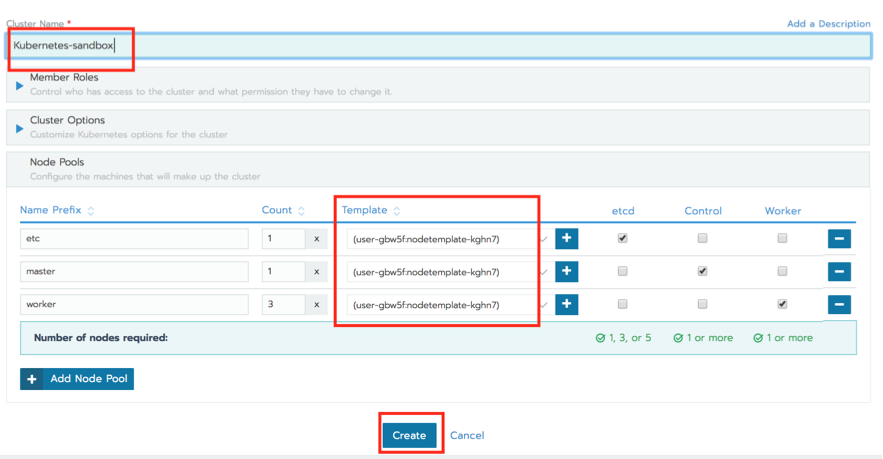 Cluster Name * Add a Description
Kubernetes-sandbox
Member Roles
Control who has access to the cluster and what permission they have to change it.
Cluster Options
Customize Kubernetes options for the cluster
Node Pools
Configure the machines that will make up the cluster
Name Prefix Count Template etcd Control Worker
etc 1 x (user-gbw5f:nodetemplate-kghn7) +
master 1 x (user-gbw5f:nodetemplate-kghn7) +
worker 3 x (user-gbw5f:nodetemplate-kghn7) +
Number of nodes required: 1, 3, or 5 1 or more 1 or more
+ Add Node Pool
Create Cancel